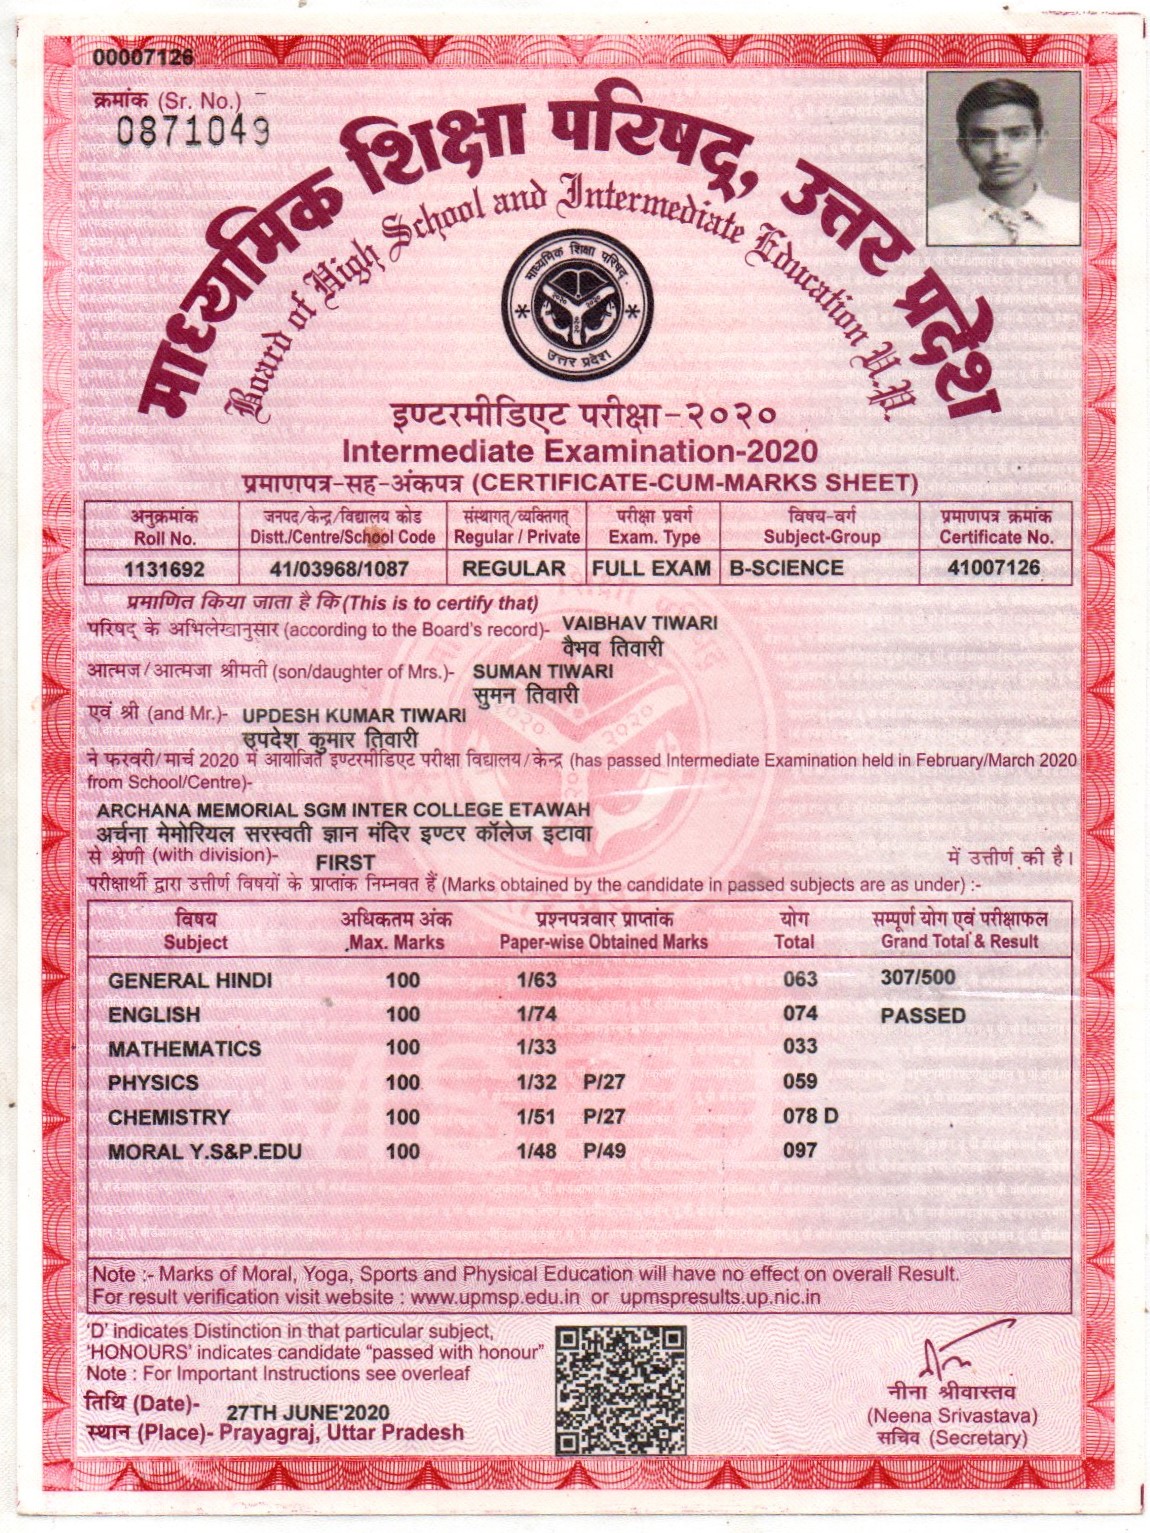 00007126
क्रमांक (Sr. No.)
0871049
माध्यमिक शिक्षा परिषद्, उत्तर प्रदेश
Board of High School and Intermediate Education U.P.
माध्यमिक शिक्षा परिषद्
उत्तर प्रदेश
इण्टरमीडिएट परीक्षा-२०२०
Intermediate Examination-2020
प्रमाणपत्र-सह-अंकपत्र (CERTIFICATE-CUM-MARKS SHEET)
अनुक्रमांक जनपद/केन्द्र/विद्यालय कोड संस्थागत्/व्यक्तिगत् परीक्षा प्रवर्ग विषय-वर्ग प्रमाणपत्र क्रमांक
Roll No. Distt./Centre/School Code Regular / Private Exam. Type Subject-Group Certificate No.
1131692 41/03968/1087 REGULAR FULL EXAM B-SCIENCE 41007126
प्रमाणित किया जाता है कि (This is to certify that)
परिषद् के अभिलेखानुसार (according to the Board's record)- VAIBHAV TIWARI
वैभव तिवारी
आत्मज/आत्मजा श्रीमती (son/daughter of Mrs.)- SUMAN TIWARI
सुमन तिवारी
एवं श्री (and Mr.)- UPDESH KUMAR TIWARI
उपदेश कुमार तिवारी
ने फरवरी/मार्च 2020 में आयोजित इण्टरमीडिएट परीक्षा विद्यालय/केन्द्र (has passed Intermediate Examination held in February/March 2020
from School/Centre)-
ARCHANA MEMORIAL SGM INTER COLLEGE ETAWAH
अर्चना मेमोरियल सरस्वती ज्ञान मंदिर इण्टर कॉलेज इटावा
से श्रेणी (with division)- FIRST में उत्तीर्ण की है।
परीक्षार्थी द्वारा उत्तीर्ण विषयों के प्राप्तांक निम्नवत हैं (Marks obtained by the candidate in passed subjects are as under) :-
विषय अधिकतम अंक प्रश्नपत्रवार प्राप्तांक योग सम्पूर्ण योग एवं परीक्षाफल
Subject Max. Marks Paper-wise Obtained Marks Total Grand Total & Result
GENERAL HINDI 100 1/63 063 307/500
ENGLISH 100 1/74 074 PASSED
MATHEMATICS 100 1/33 033
PHYSICS 100 1/32 P/27 059
CHEMISTRY 100 1/51 P/27 078 D
MORAL Y.S&P.EDU 100 1/48 P/49 097
Note :- Marks of Moral, Yoga, Sports and Physical Education will have no effect on overall Result.
For result verification visit website : www.upmsp.edu.in or upmspresults.up.nic.in
'D' indicates Distinction in that particular subject,
'HONOURS' indicates candidate "passed with honour"
Note : For Important Instructions see overleaf
तिथि (Date)- 27TH JUNE'2020
स्थान (Place)- Prayagraj, Uttar Pradesh
नीना श्रीवास्तव
(Neena Srivastava)
सचिव (Secretary)